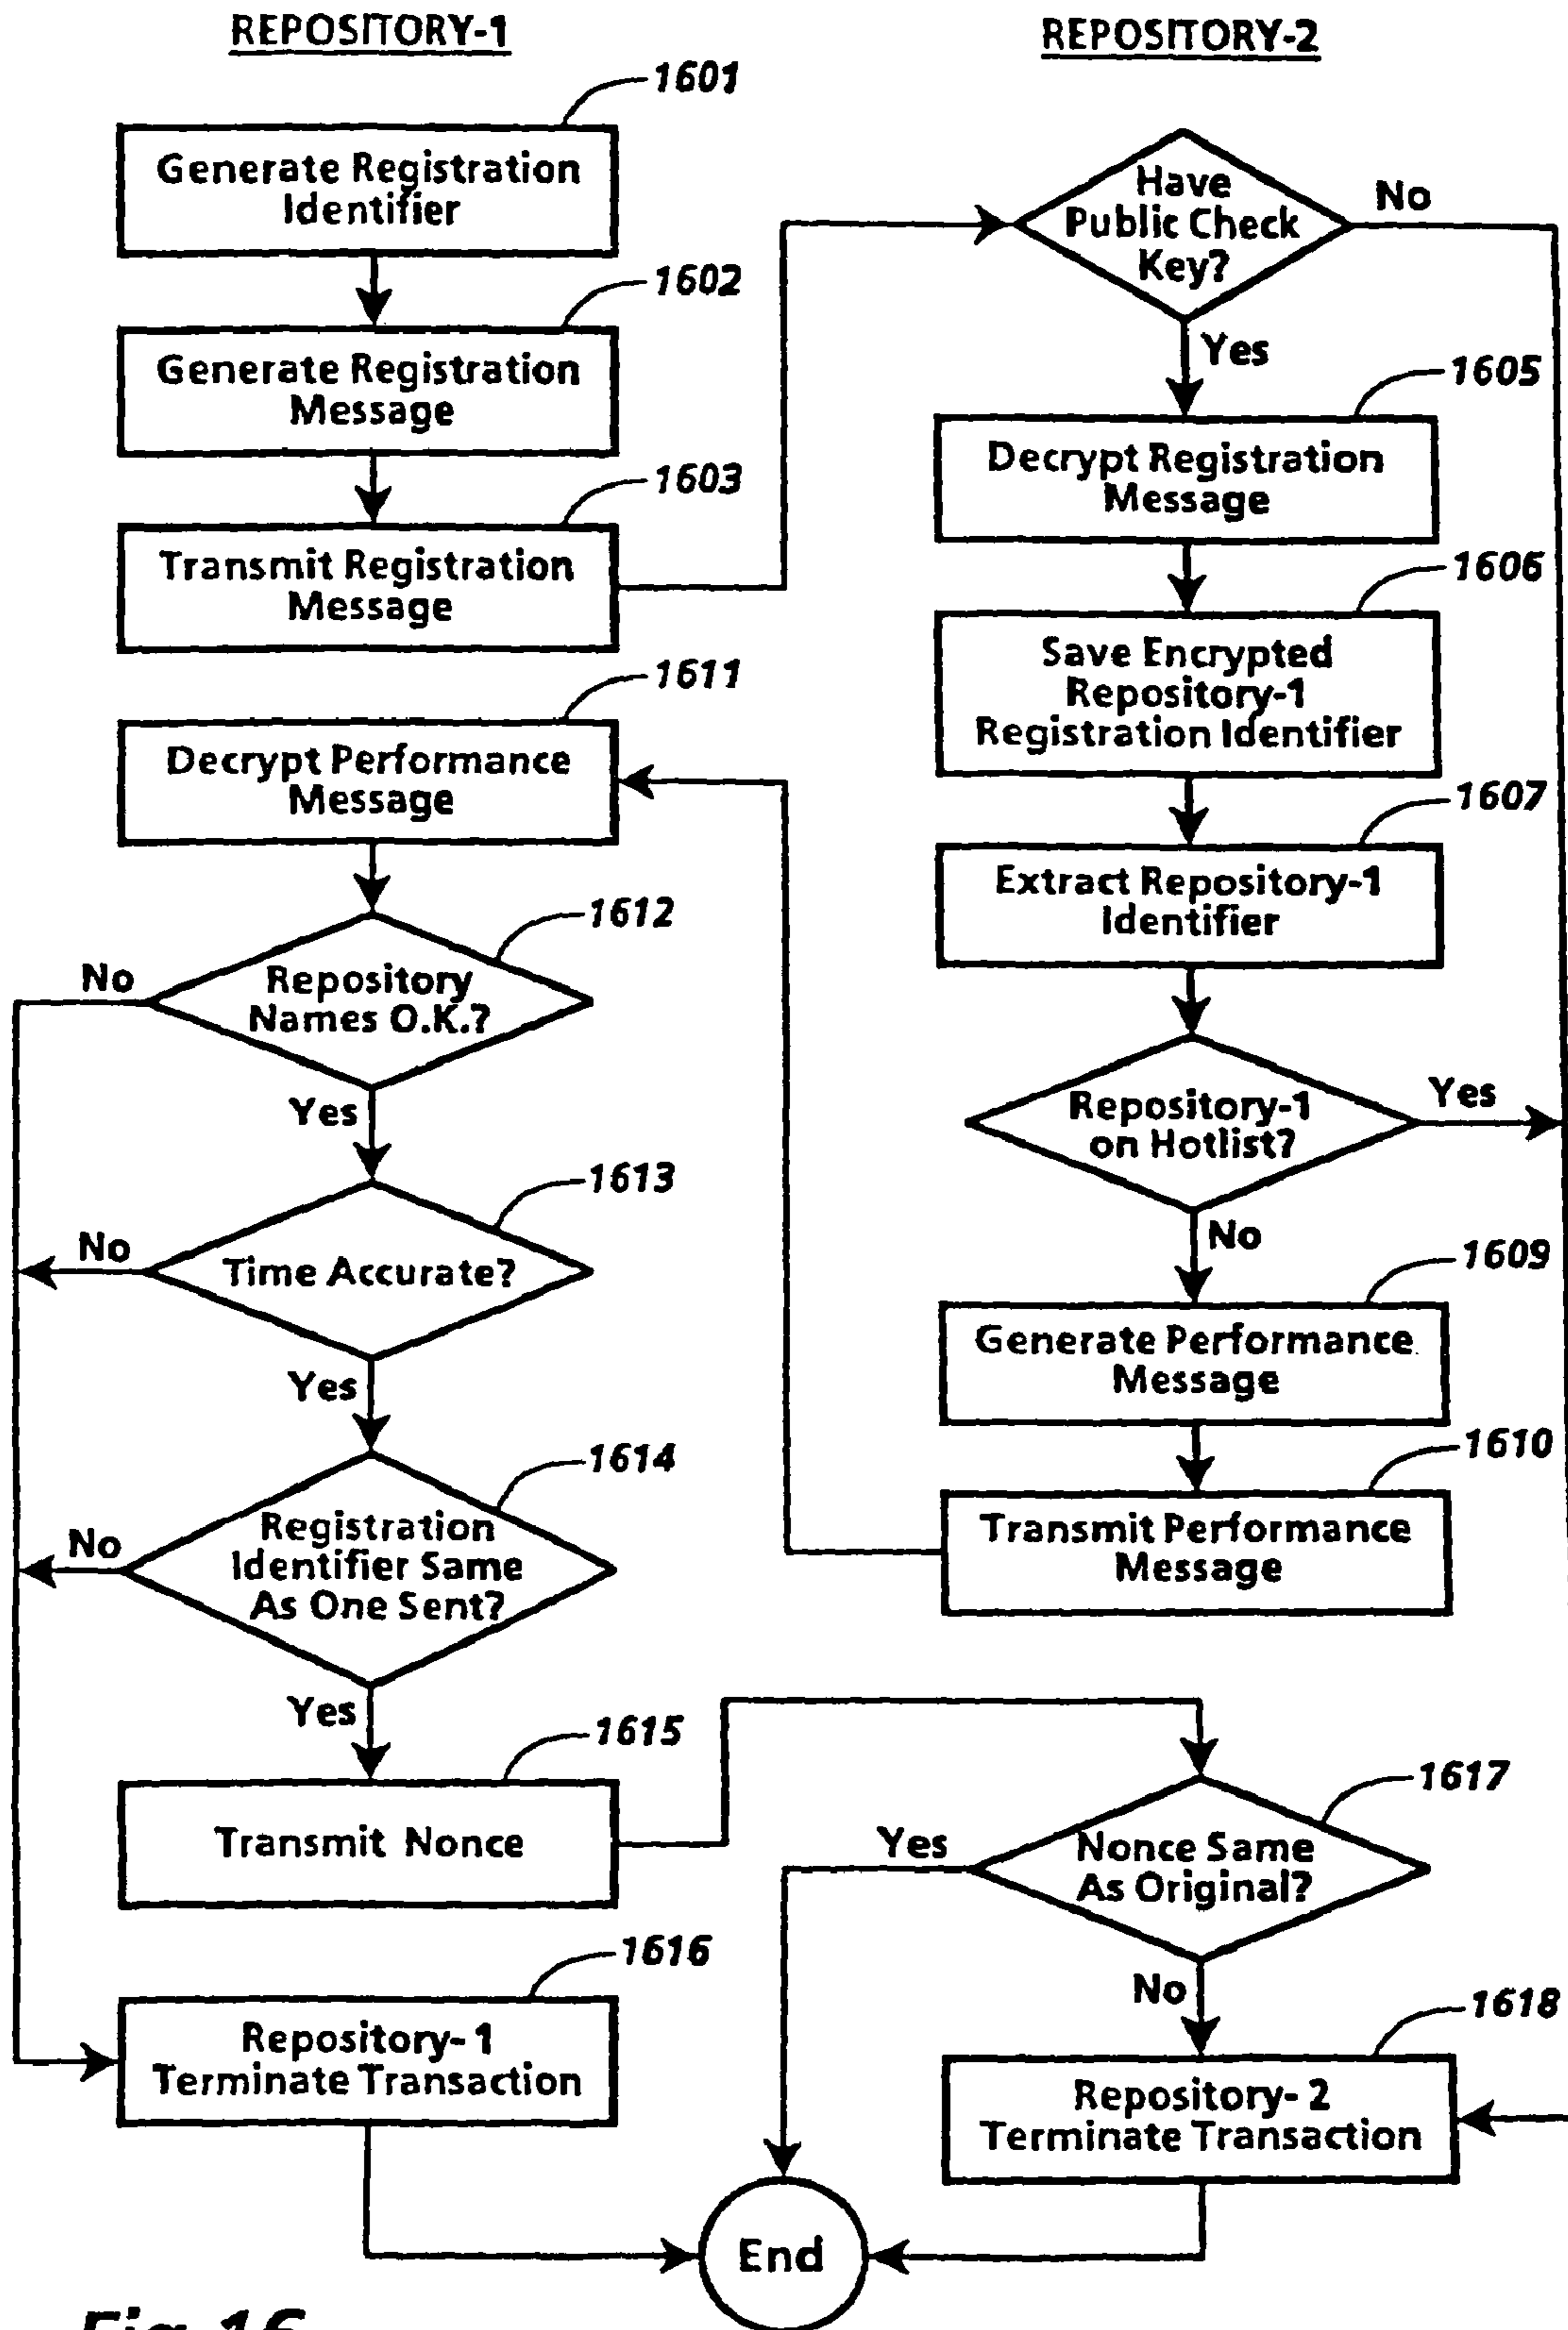 REPOSITORY-1
1601
Generate Registration
Identifier
1602
Generate Registration
Message
1603
Transmit Registration
Message
1611
Decrypt Performance
Message
1612
No
Repository
Names O.K.?
Yes
1613
No
Time Accurate?
Yes
1614
No
Registration
Identifier Same
As One Sent?
Yes
1615
Transmit Nonce
1616
Repository-1
Terminate Transaction
REPOSITORY-2
Have
Public Check
Key?
No
Yes
1605
Decrypt Registration
Message
1606
Save Encrypted
Repository-1
Registration Identifier
1607
Extract Repository-1
Identifier
Repository-1
on Hotlist?
Yes
No
1609
Generate Performance
Message
1610
Transmit Performance
Message
1617
Yes
Nonce Same
As Original?
No
1618
Repository-2
Terminate Transaction
End
Fig.16